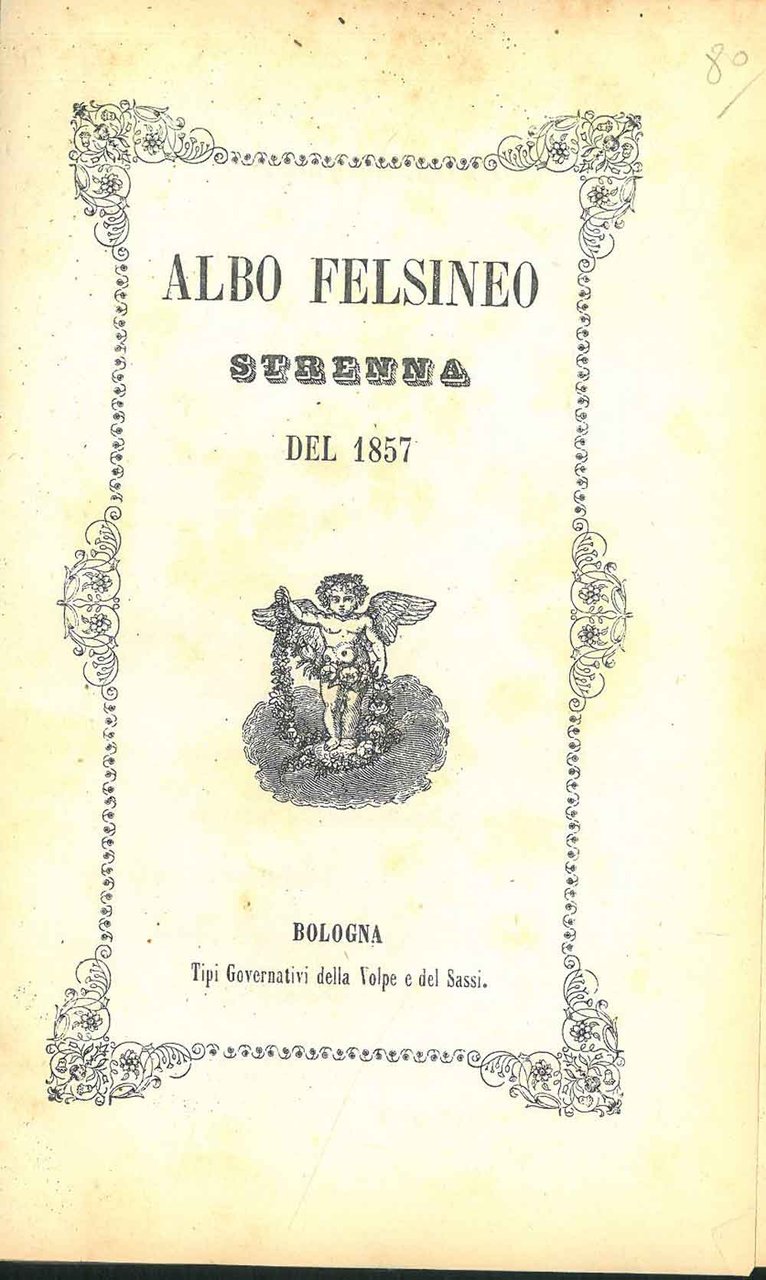 80
ALBO FELSINEO
STRENNA
DEL 1857
BOLOGNA
Tipi Governativi della Volpe e del Sassi.